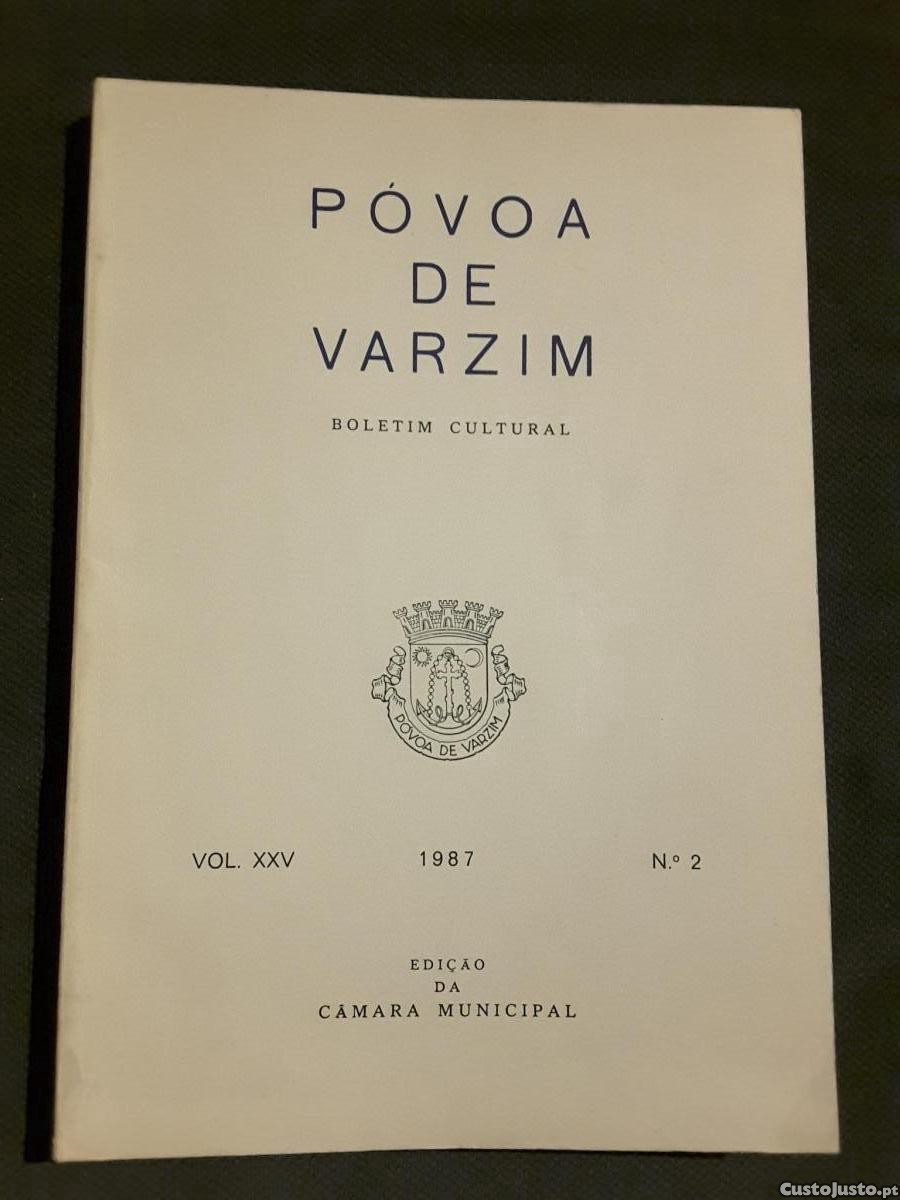 PÓVOA
DE
VARZIM
BOLETIM CULTURAL
PÓVOA DE VARZIM
VOL. XXV 1987 N.º 2
EDIÇÃO
DA
CÂMARA MUNICIPAL
CustoJusto.pt